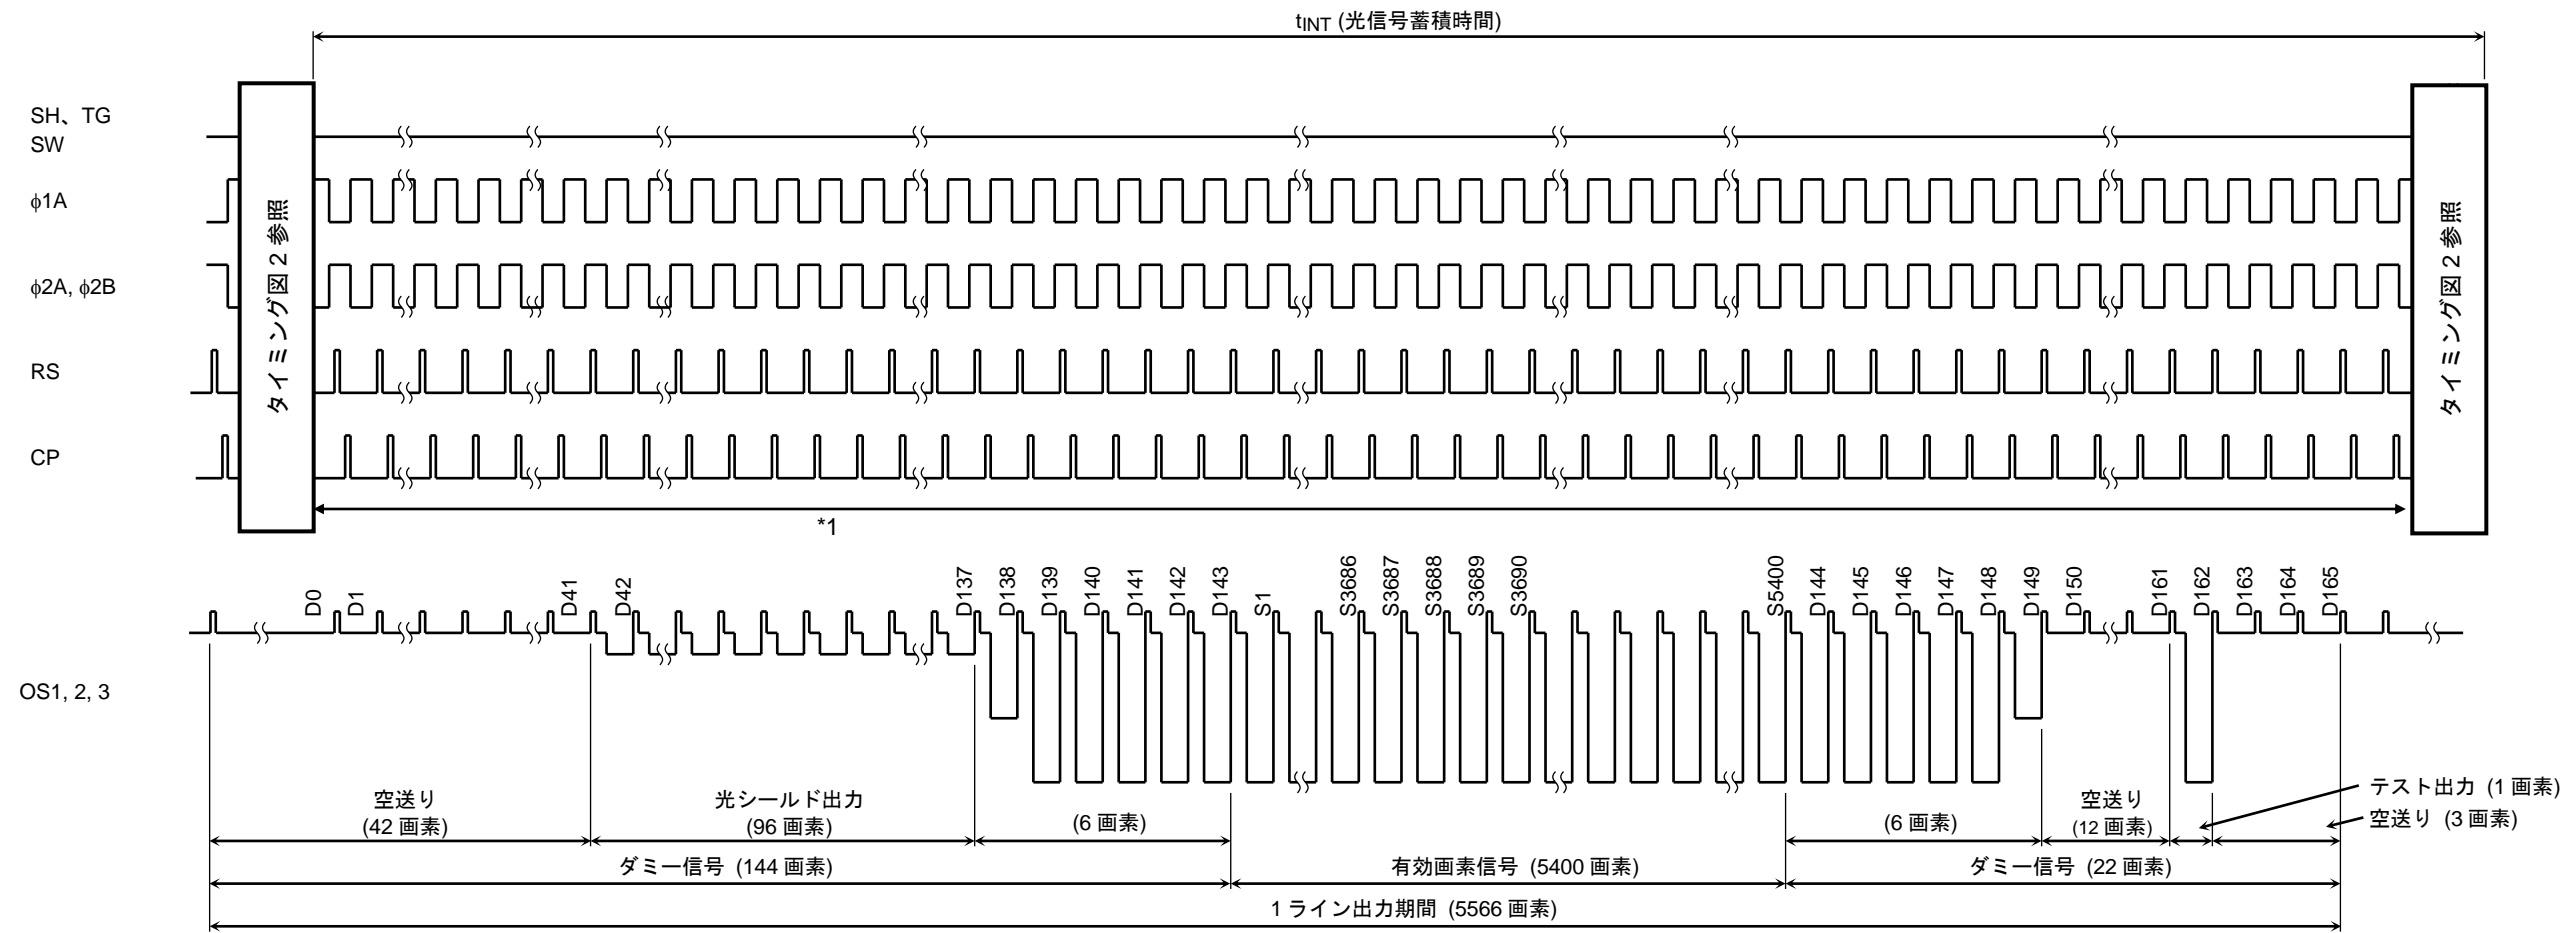 tINT (光信号蓄積時間)
SH、TG
SW
φ1A
φ2A, φ2B
RS
CP
タイミング図 2 参照
タイミング図 2 参照
*1
D0
D1
D41
D42
D137
D138
D139
D140
D141
D142
D143
S1
S3686
S3687
S3688
S3689
S3690
S5400
D144
D145
D146
D147
D148
D149
D150
D161
D162
D163
D164
D165
OS1, 2, 3
空送り
(42 画素)
光シールド出力
(96 画素)
(6 画素)
(6 画素)
空送り
(12 画素)
テスト出力 (1 画素)
空送り (3 画素)
ダミー信号 (144 画素)
有効画素信号 (5400 画素)
ダミー信号 (22 画素)
1 ライン出力期間 (5566 画素)